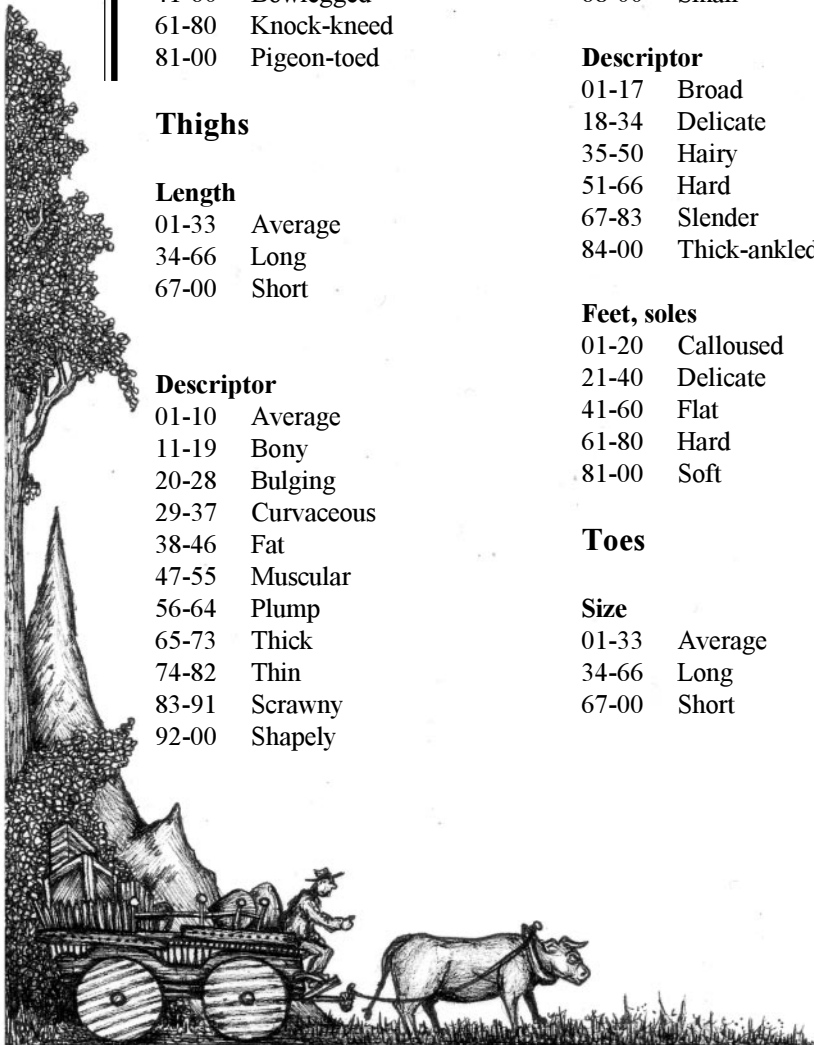 61-80 Knock-kneed
81-00 Pigeon-toed
Thighs
Length
01-33 Average
34-66 Long
67-00 Short
Descriptor
01-10 Average
11-19 Bony
20-28 Bulging
29-37 Curvaceous
38-46 Fat
47-55 Muscular
56-64 Plump
65-73 Thick
74-82 Thin
83-91 Scrawny
92-00 Shapely
Descriptor
01-17 Broad
18-34 Delicate
35-50 Hairy
51-66 Hard
67-83 Slender
84-00 Thick-ankled
Feet, soles
01-20 Calloused
21-40 Delicate
41-60 Flat
61-80 Hard
81-00 Soft
Toes
Size
01-33 Average
34-66 Long
67-00 Short